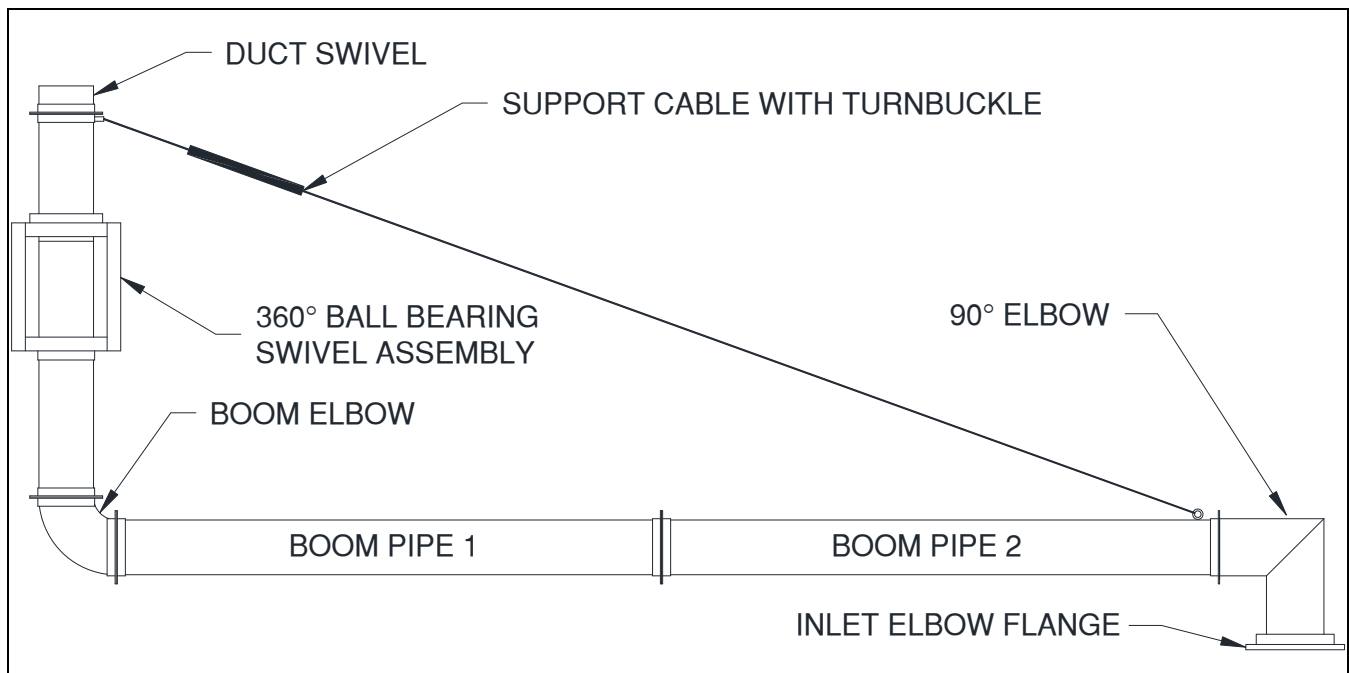 DUCT SWIVEL
SUPPORT CABLE WITH TURNBUCKLE
360° BALL BEARING
SWIVEL ASSEMBLY
90° ELBOW
BOOM ELBOW
BOOM PIPE 1
BOOM PIPE 2
INLET ELBOW FLANGE